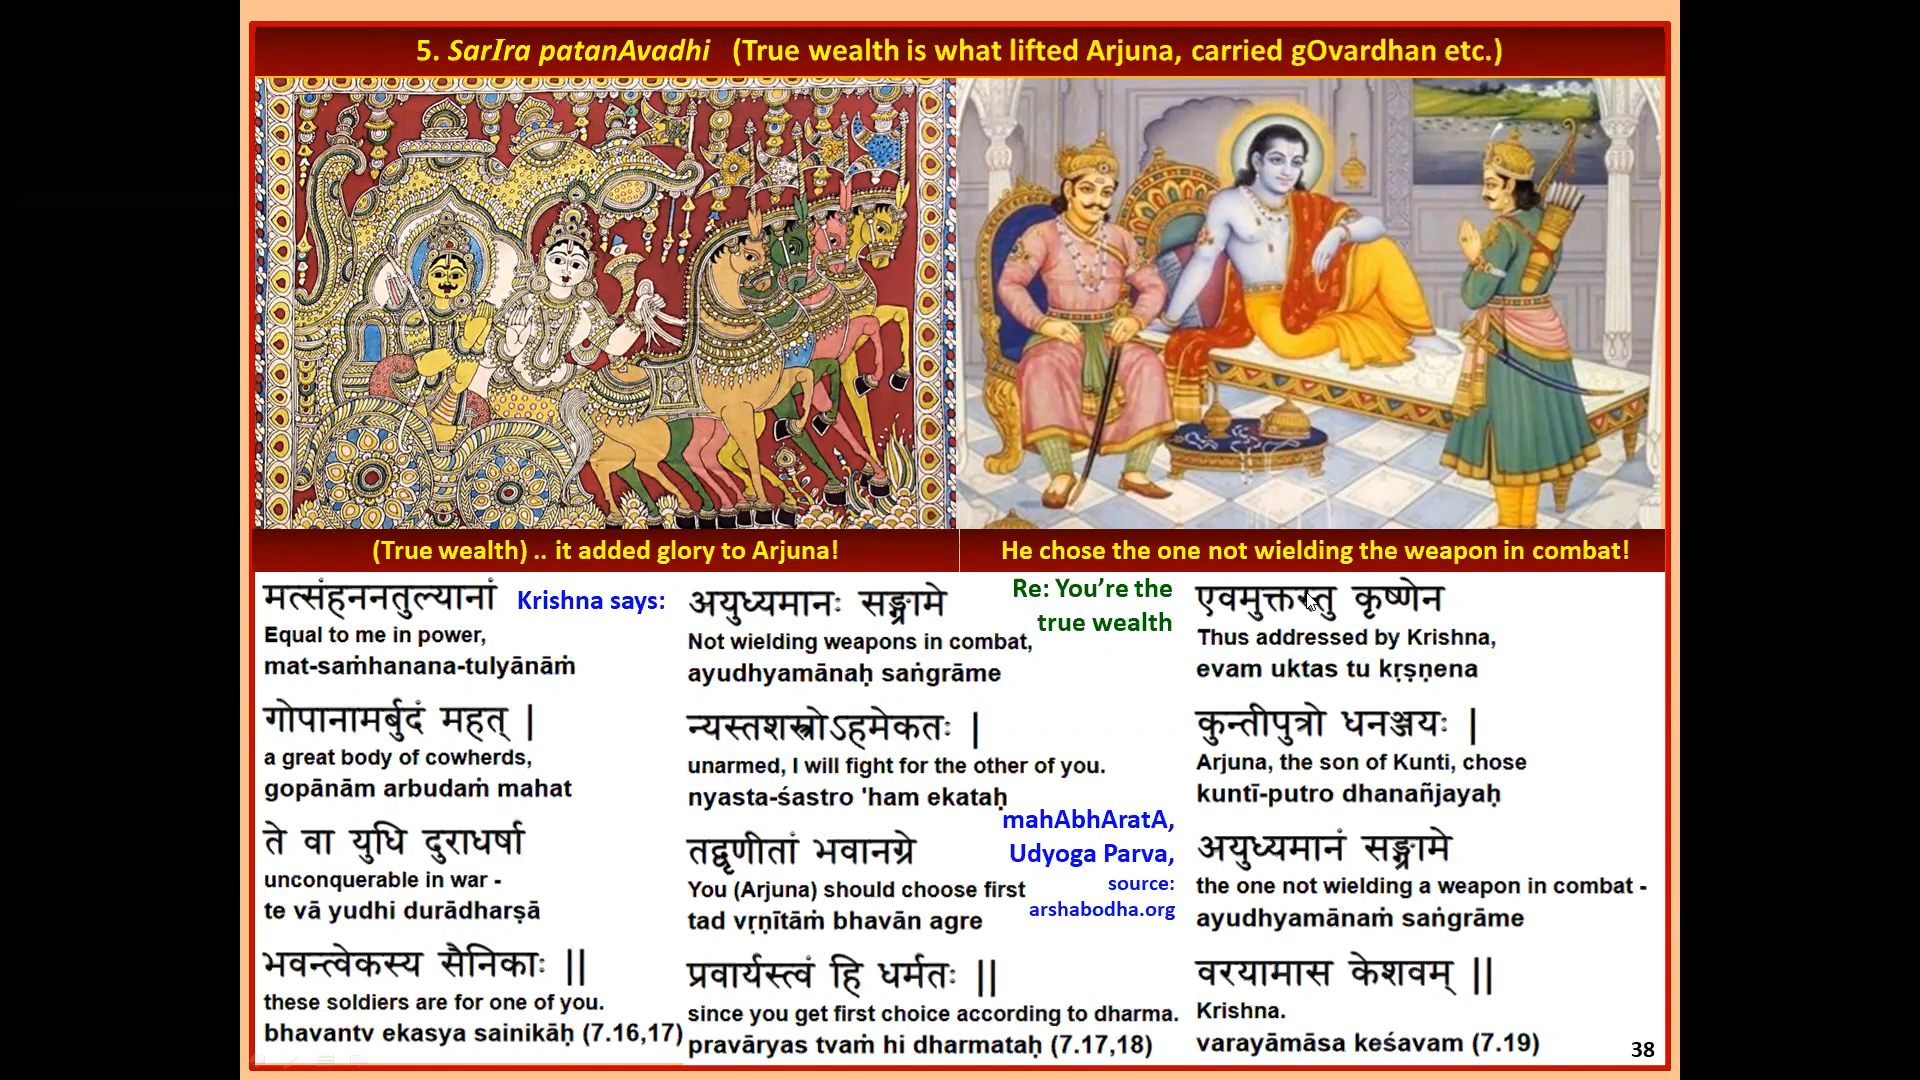 5. SarIra patanAvadhi (True wealth is what lifted Arjuna, carried gOvardhan etc.)
(True wealth) .. it added glory to Arjuna!
He chose the one not wielding the weapon in combat!
मत्संहननतुल्यानां
Krishna says:
Equal to me in power,
mat-saṁhanana-tulyānāṁ
गोपानामर्बुदं महत् |
a great body of cowherds,
gopānām arbudaṁ mahat
ते वा युधि दुराधर्षा
unconquerable in war -
te vā yudhi durādharṣā
भवन्त्वेकस्य सैनिकाः ||
these soldiers are for one of you.
bhavantv ekasya sainikāḥ (7.16,17)
अयुध्यमानः सङ्ग्रामे
Not wielding weapons in combat,
ayudhyamānaḥ saṅgrāme
न्यस्तशस्त्रोऽहमेकतः |
unarmed, I will fight for the other of you.
nyasta-śastro 'ham ekataḥ
तद्वृणीतां भवानग्रे
You (Arjuna) should choose first
tad vṛṇītāṁ bhavān agre
प्रवार्यस्त्वं हि धर्मतः ||
since you get first choice according to dharma.
pravāryas tvaṁ hi dharmataḥ (7.17,18)
Re: You’re the
true wealth
mahAbhAratA,
Udyoga Parva,
source:
arshabodha.org
एवमुक्तस्तु कृष्णेन
Thus addressed by Krishna,
evam uktas tu kṛṣṇena
कुन्तीपुत्रो धनञ्जयः |
Arjuna, the son of Kunti, chose
kuntī-putro dhanañjayaḥ
अयुध्यमानं सङ्ग्रामे
the one not wielding a weapon in combat -
ayudhyamānaṁ saṅgrāme
वरयामास केशवम् ||
Krishna.
varayāmāsa keśavam (7.19)
38